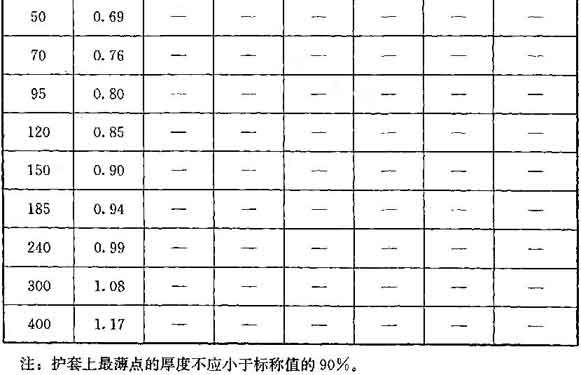 50 0.69 — — — — — —
70 0.76 — — — — — —
95 0.80 — — — — — —
120 0.85 — — — — — —
150 0.90 — — — — — —
185 0.94 — — — — — —
240 0.99 — — — — — —
300 1.08 — — — — — —
400 1.17 — — — — — —
注：护套上最薄点的厚度不应小于标称值的90%。